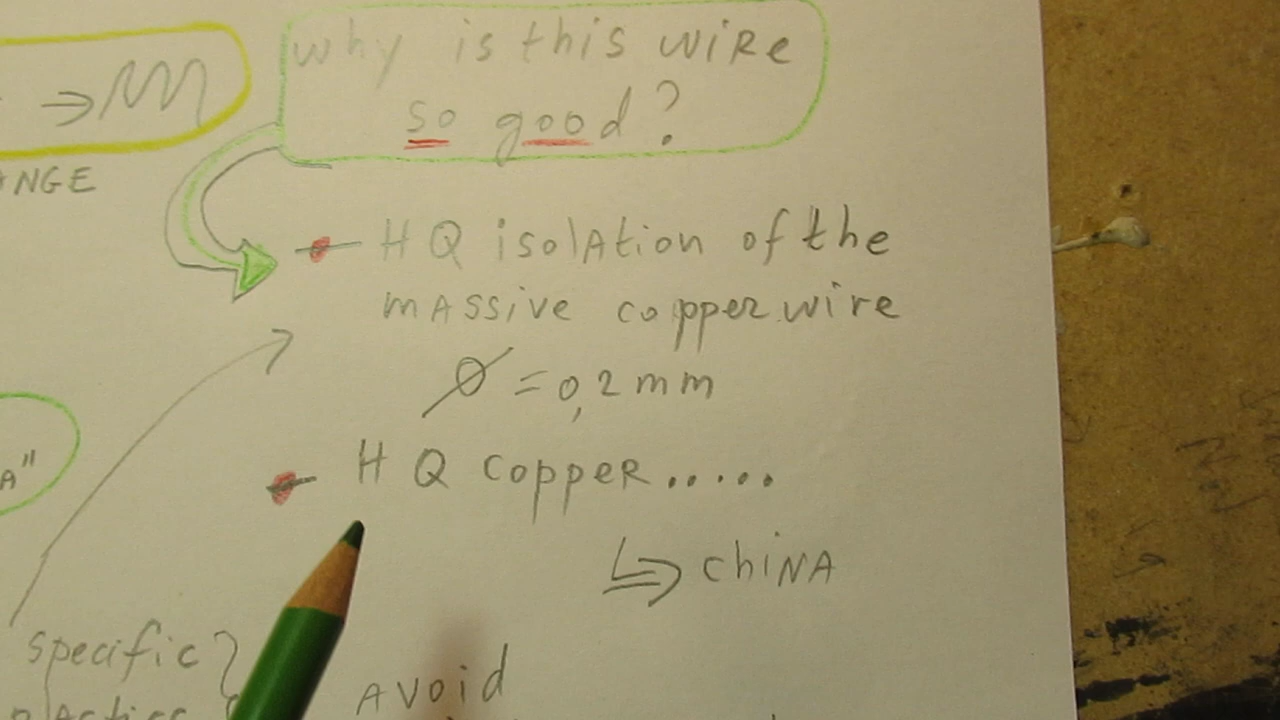 why is this wire
so good?
ANGE
HQ isolation of the
massive copper wire
Ø = 0,2 mm
A"
HQ copper.....
↳ China
specific
Avoid